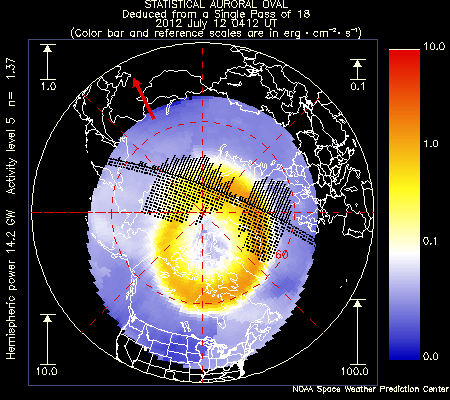 STATISTICAL AURORAL OVAL
Deduced from a Single Pass of 18
2012 July 12 0412 UT
(Color bar and reference scales are in erg · cm⁻² · s⁻¹)
Hemispheric power 14.2 GW Activity level 5 n= 1.37
1.0
0.1
10.0
100.0
60
10.0
1.0
0.1
0.0
NOAA Space Weather Prediction Center